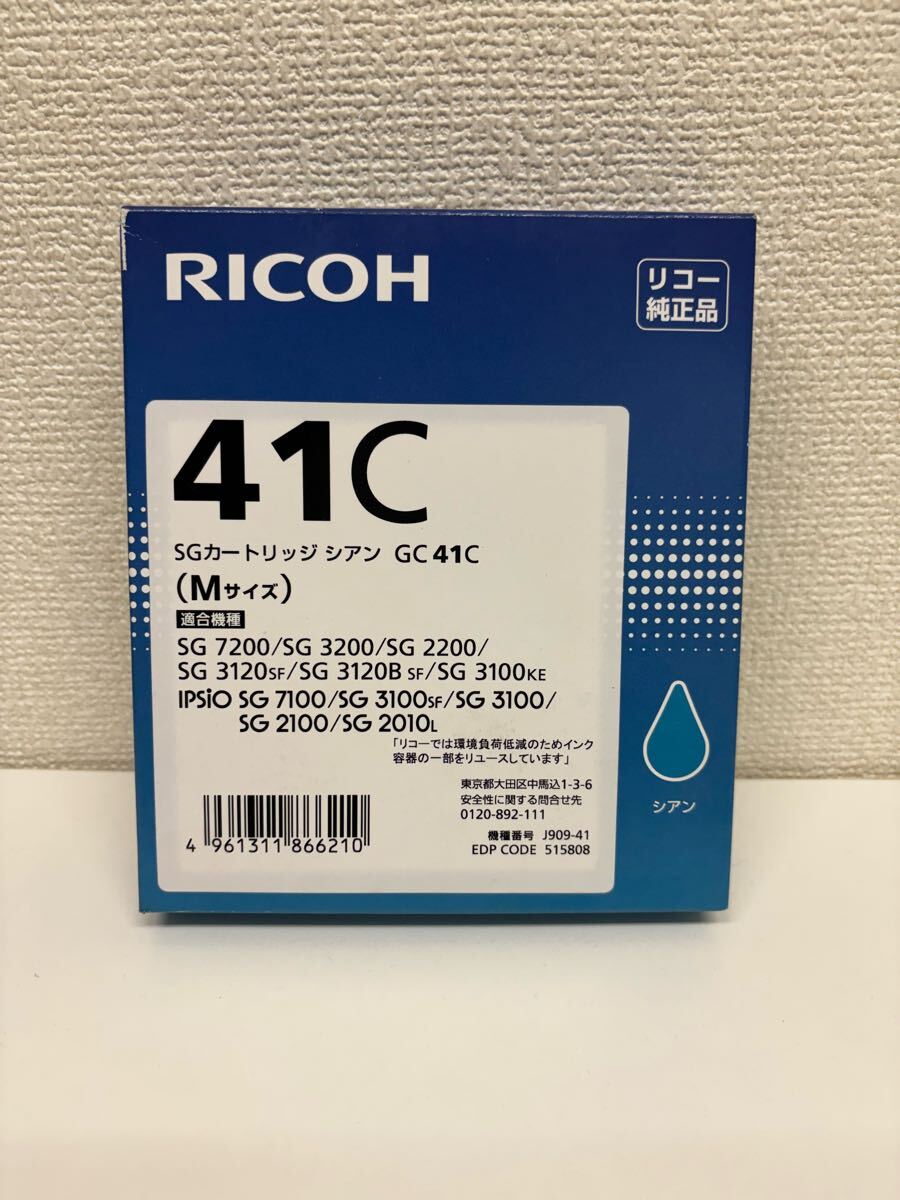 RICOH
リコー
純正品
41C
SGカートリッジ シアン GC 41C
(Mサイズ)
適合機種
SG 7200/SG 3200/SG 2200/
SG 3120SF/SG 3120B SF/SG 3100KE
IPSiO SG 7100/SG 3100SF/SG 3100/
SG 2100/SG 2010L
「リコーでは環境負荷低減のためインク
容器の一部をリユースしています」
シアン
東京都大田区中馬込1-3-6
安全性に関する問合せ先
0120-892-111
機種番号 J909-41
EDP CODE 515808
4 961311 866210